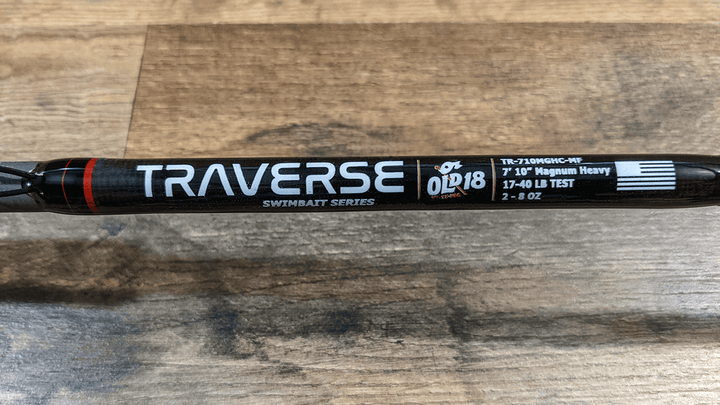 TRAVERSE
SWIMBAIT SERIES
OLD 18
TR-710MGHC-MF
7' 10" Magnum Heavy
17-40 LB TEST
2 - 8 OZ